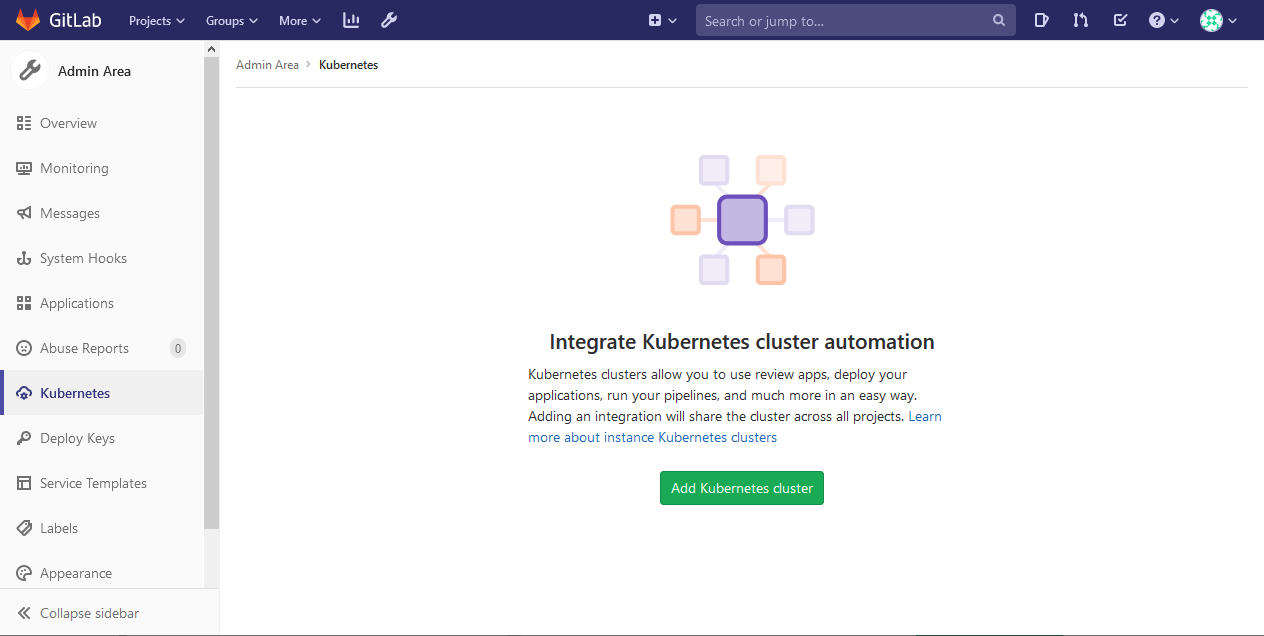 GitLab Projects Groups More Search or jump to...
Admin Area
Admin Area Kubernetes
Overview
Monitoring
Messages
System Hooks
Applications
Abuse Reports 0
Kubernetes
Deploy Keys
Service Templates
Labels
Appearance
Collapse sidebar
Integrate Kubernetes cluster automation
Kubernetes clusters allow you to use review apps, deploy your
applications, run your pipelines, and much more in an easy way.
Adding an integration will share the cluster across all projects. Learn
more about instance Kubernetes clusters
Add Kubernetes cluster